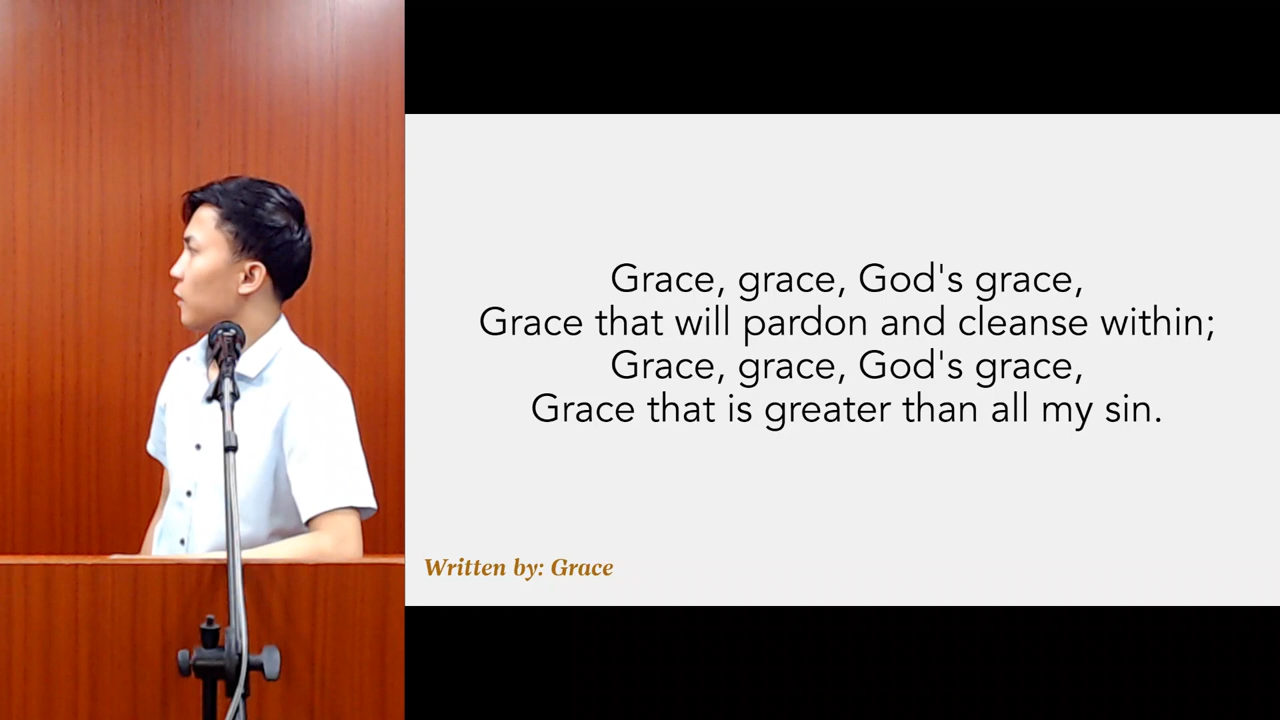 Grace, grace, God's grace,
Grace that will pardon and cleanse within;
Grace, grace, God's grace,
Grace that is greater than all my sin.
Written by: Grace